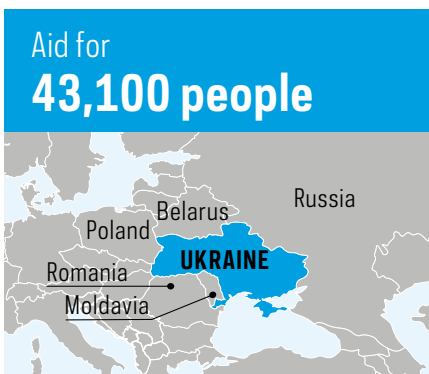 Aid for
43,100 people
Russia
Belarus
Poland
UKRAINE
Romania
Moldavia